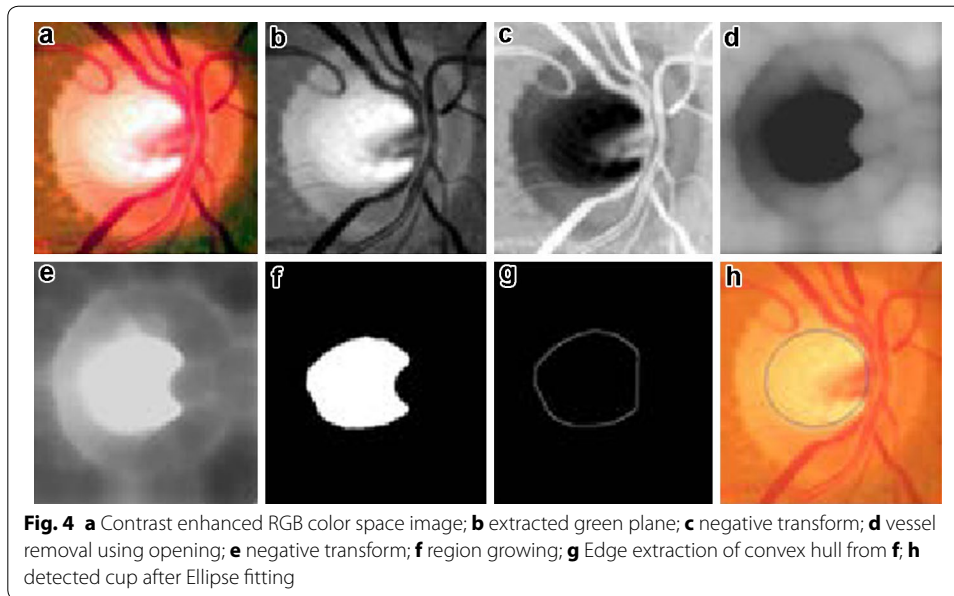 a b c d
e f g h
Fig. 4 a Contrast enhanced RGB color space image; b extracted green plane; c negative transform; d vessel
removal using opening; e negative transform; f region growing; g Edge extraction of convex hull from f; h
detected cup after Ellipse fitting